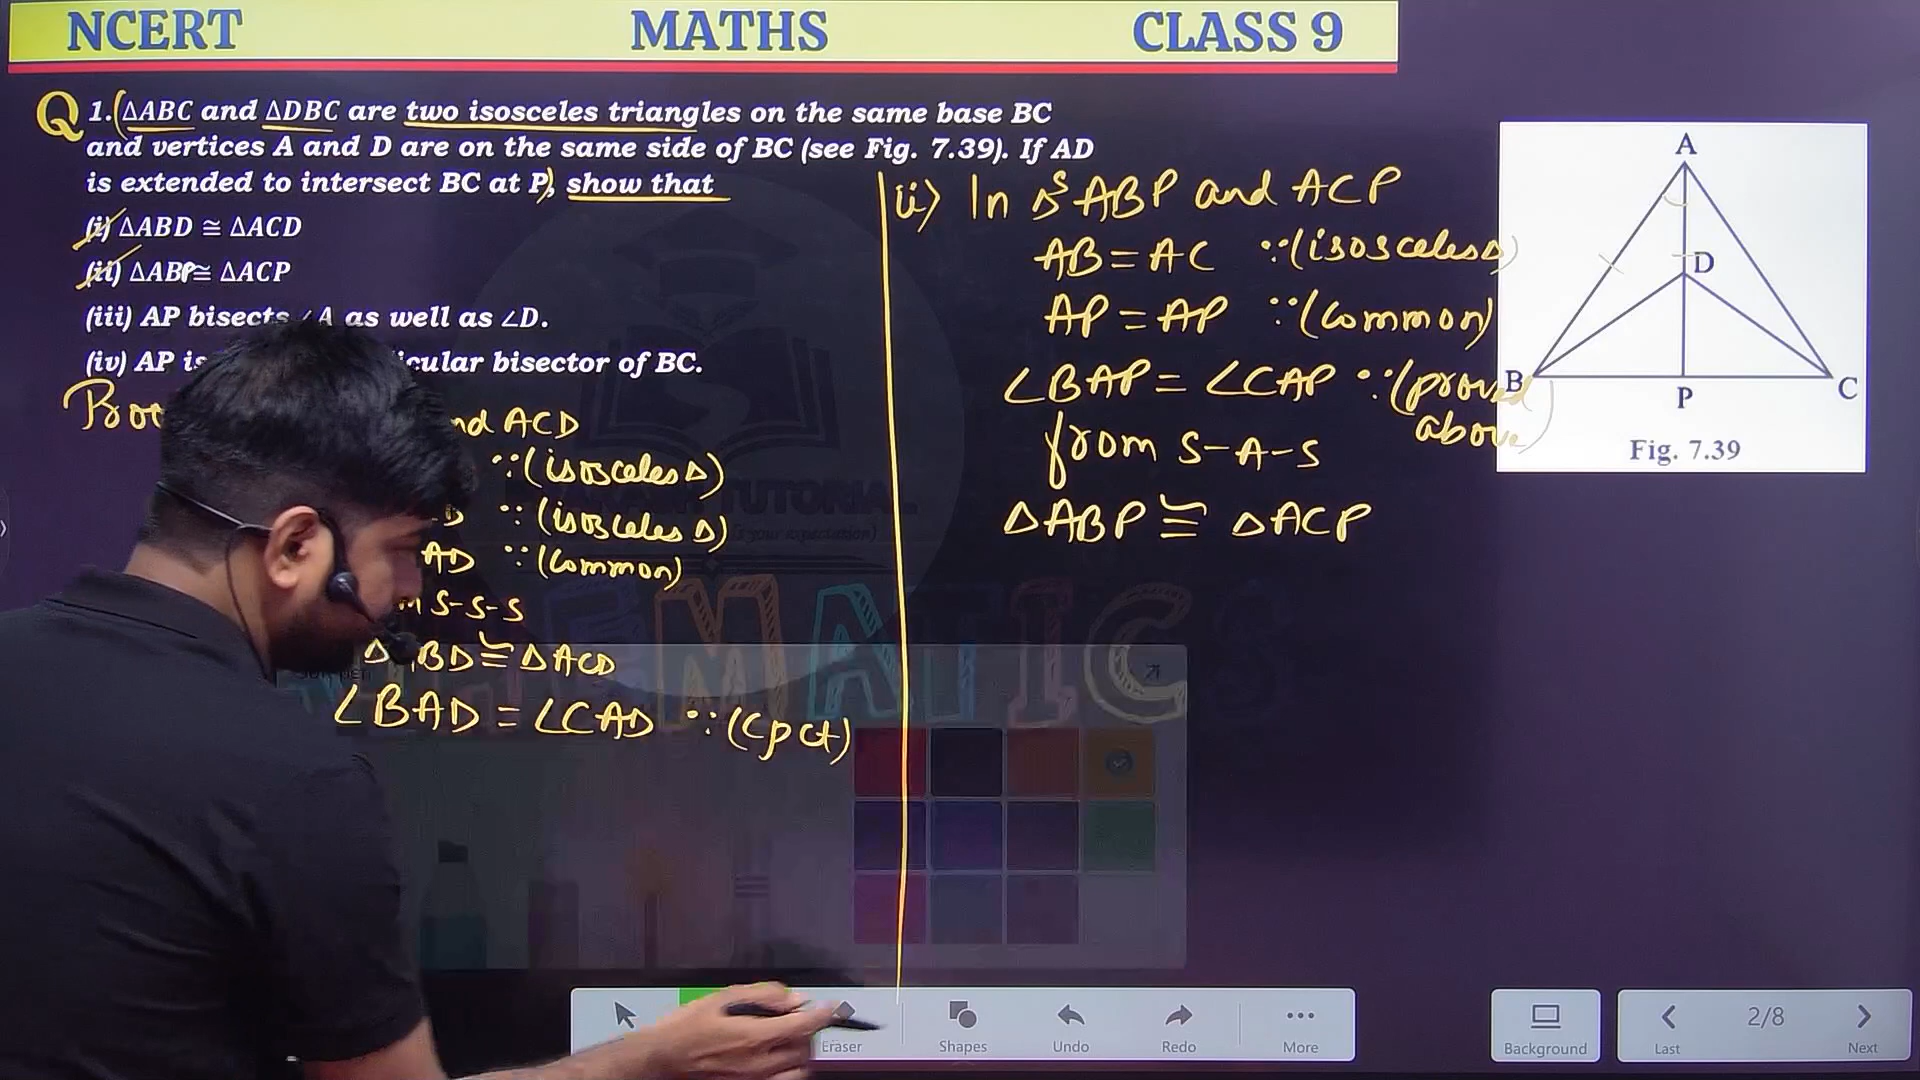 NCERT MATHS CLASS 9
Q 1. (ΔABC and ΔDBC are two isosceles triangles on the same base BC
and vertices A and D are on the same side of BC (see Fig. 7.39). If AD
is extended to intersect BC at P), show that
(i) ΔABD ≅ ΔACD
(ii) ΔABP ≅ ΔACP
(iii) AP bisects ∠A as well as ∠D.
(iv) AP is bisector of BC.
and ACD
∵ (isosceles Δ)
∵ (isosceles Δ)
AD ∵ (common)
S-S-S
BD ≅ ΔACD
∠BAD = ∠CAD ∵ (cpct)
ii) In Δs ABP and ACP
AB = AC ∵ (isosceles Δ)
AP = AP ∵ (common)
∠BAP = ∠CAP ∵ (proved
above)
from S-A-S
ΔABP ≅ ΔACP
A
D
B
P
C
Fig. 7.39
TUTORIAL
MATICS
Eraser
Shapes
Undo
Redo
More
Background
2/8
Last
Next